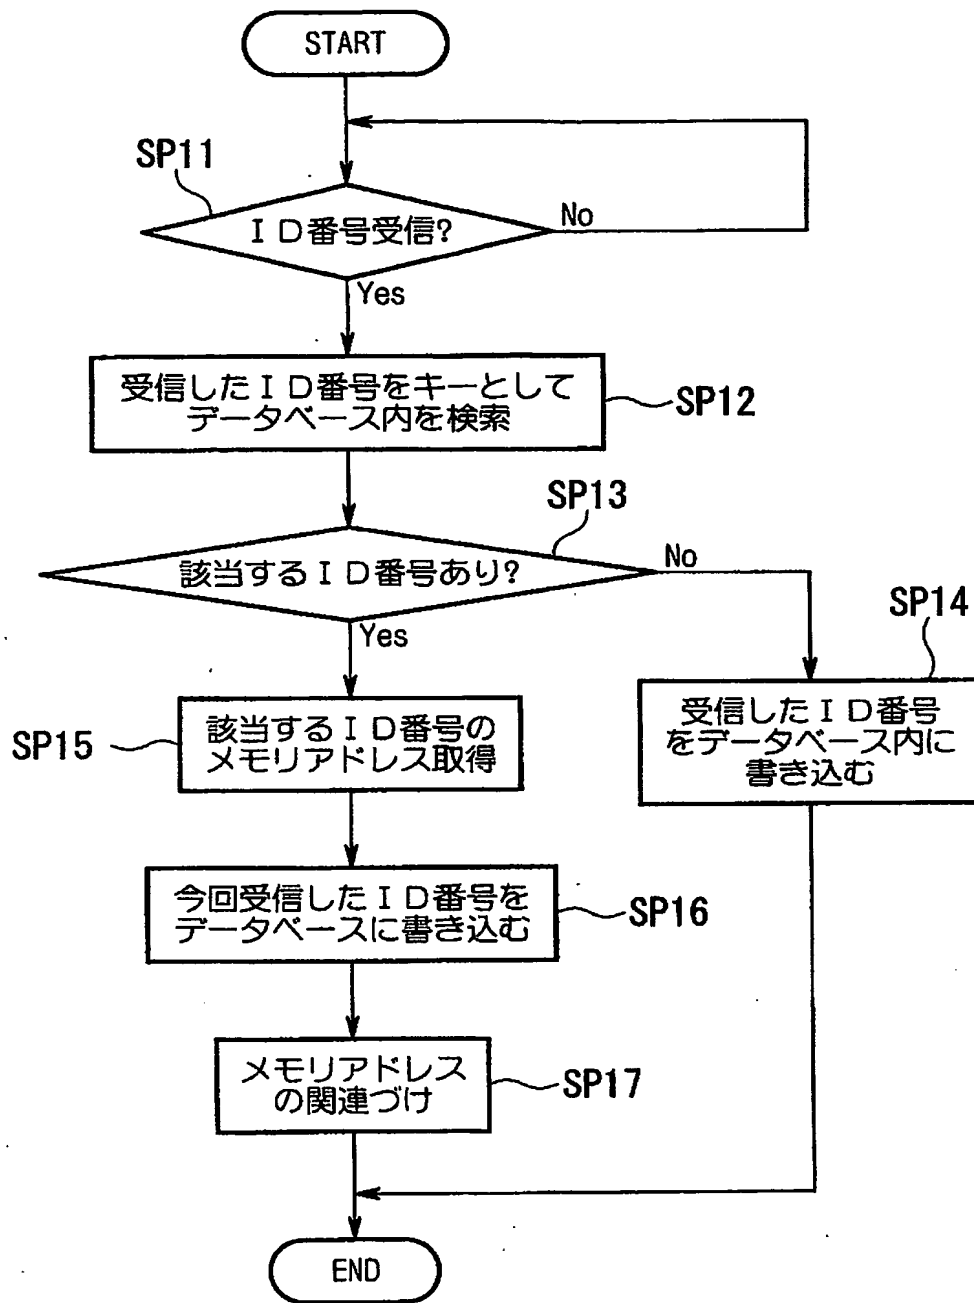 START
SP11
ＩＤ番号受信?
No
Yes
受信したＩＤ番号をキーとして
データベース内を検索
SP12
SP13
該当するＩＤ番号あり?
No
Yes
SP14
受信したＩＤ番号
をデータベース内に
書き込む
SP15
該当するＩＤ番号の
メモリアドレス取得
今回受信したＩＤ番号を
データベースに書き込む
SP16
メモリアドレス
の関連づけ
SP17
END